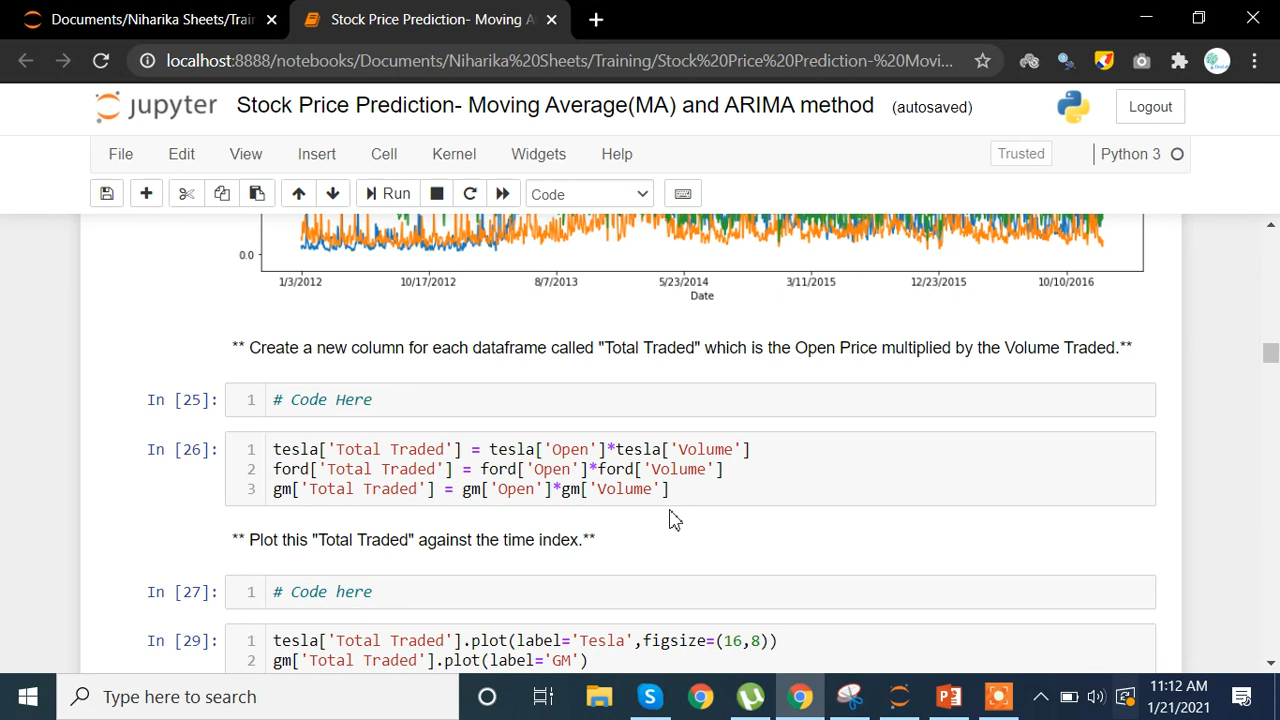 Documents/Niharika Sheets/Trai
Stock Price Prediction- Moving A
localhost:8888/notebooks/Documents/Niharika%20Sheets/Training/Stock%20Price%20Prediction-%20Movi...
jupyter Stock Price Prediction- Moving Average(MA) and ARIMA method (autosaved)
Logout
File Edit View Insert Cell Kernel Widgets Help Trusted Python 3
Run Code
0.0
1/3/2012 10/17/2012 8/7/2013 5/23/2014 3/11/2015 12/23/2015 10/10/2016
Date
** Create a new column for each dataframe called "Total Traded" which is the Open Price multiplied by the Volume Traded.**
In [25]: 1 # Code Here
In [26]: 1 tesla['Total Traded'] = tesla['Open']*tesla['Volume']
2 ford['Total Traded'] = ford['Open']*ford['Volume']
3 gm['Total Traded'] = gm['Open']*gm['Volume']
** Plot this "Total Traded" against the time index.**
In [27]: 1 # Code here
In [29]: 1 tesla['Total Traded'].plot(label='Tesla',figsize=(16,8))
2 gm['Total Traded'].plot(label='GM')
Type here to search
11:12 AM
1/21/2021